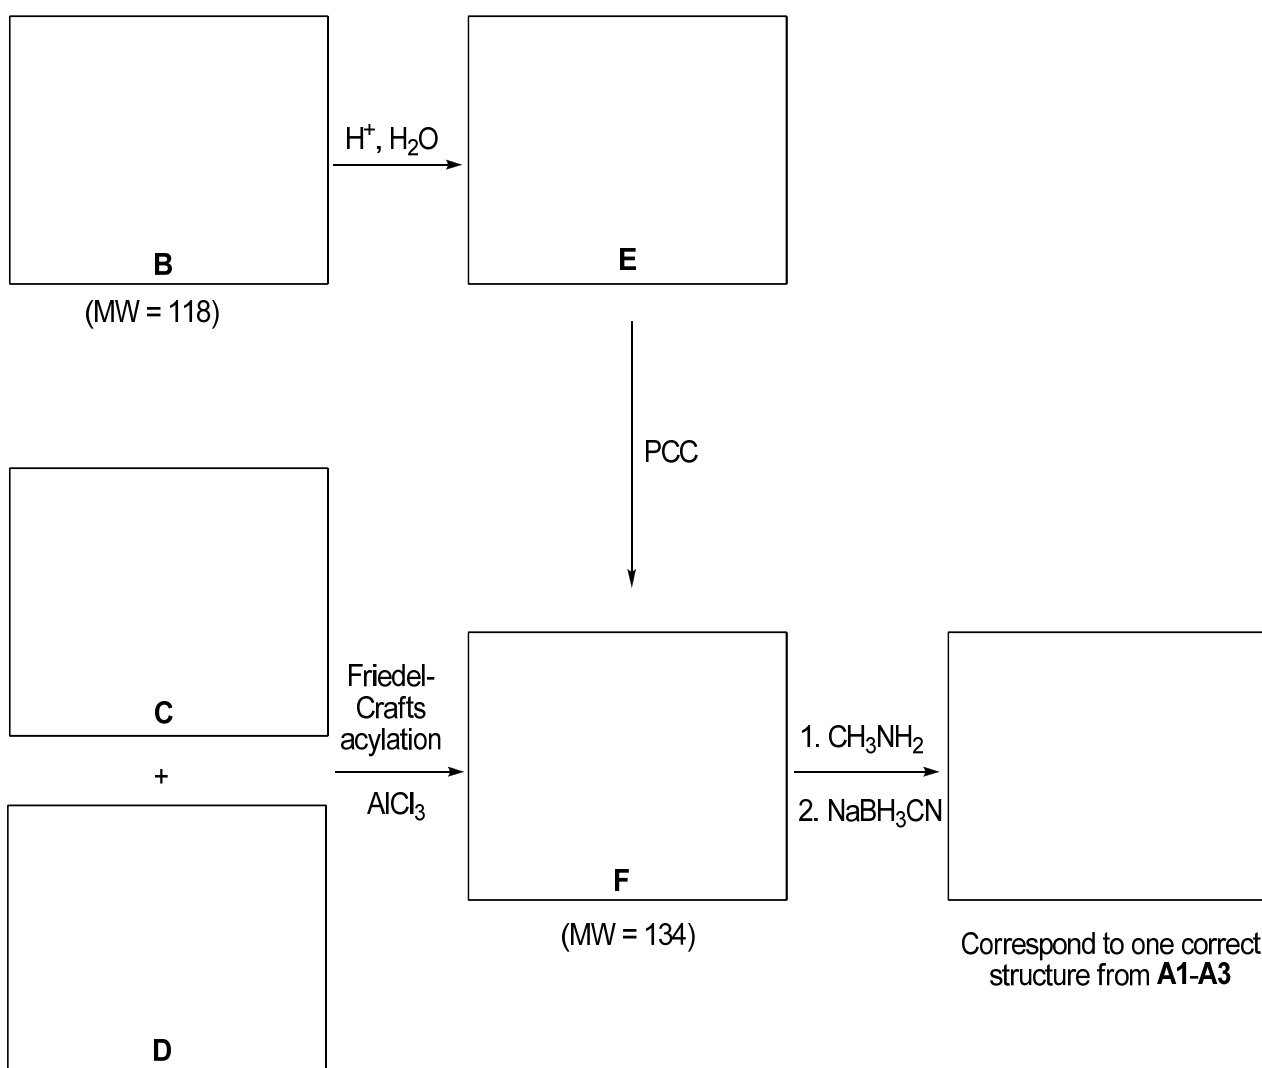 H⁺, H₂O
B
E
(MW = 118)
PCC
C
Friedel-
Crafts
acylation
+
AlCl₃
1. CH₃NH₂
2. NaBH₃CN
F
(MW = 134)
Correspond to one correct
structure from A1-A3
D